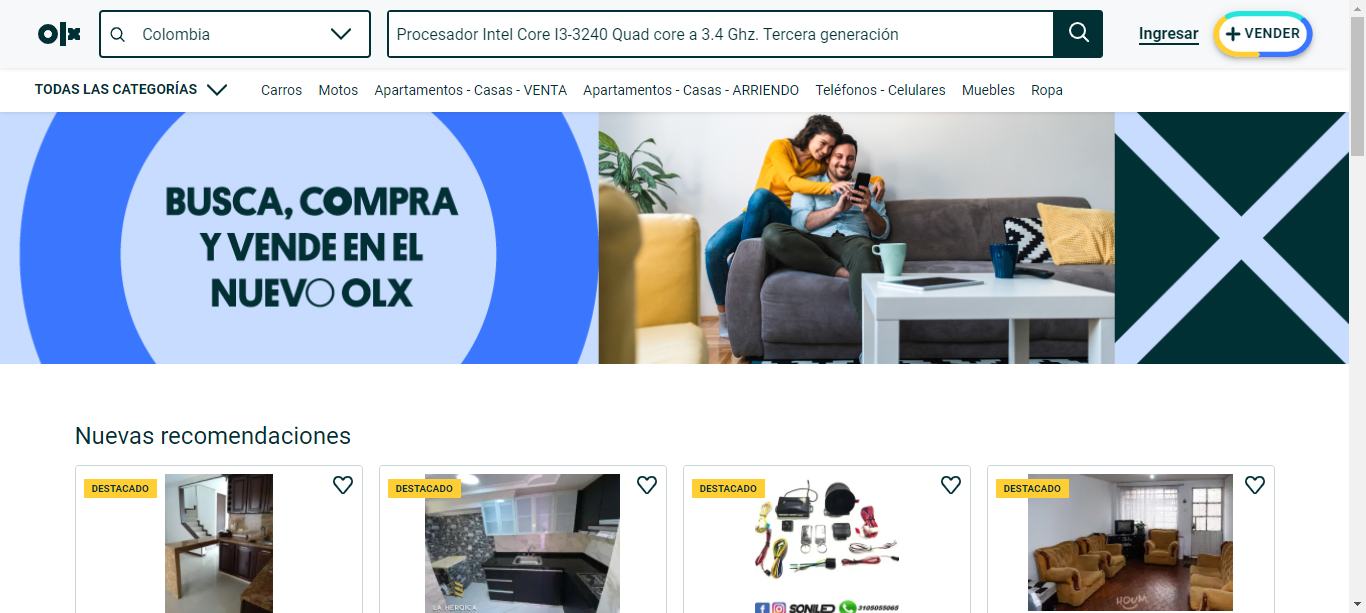 olx
Colombia
Procesador Intel Core I3-3240 Quad core a 3.4 Ghz. Tercera generación
Ingresar
VENDER
TODAS LAS CATEGORÍAS
Carros
Motos
Apartamentos - Casas - VENTA
Apartamentos - Casas - ARRIENDO
Teléfonos - Celulares
Muebles
Ropa
BUSCA, COMPRA
Y VENDE EN EL
NUEVO OLX
Nuevas recomendaciones
DESTACADO
DESTACADO
LA HEROICA
DESTACADO
SONILED
3105055065
DESTACADO
HOUM